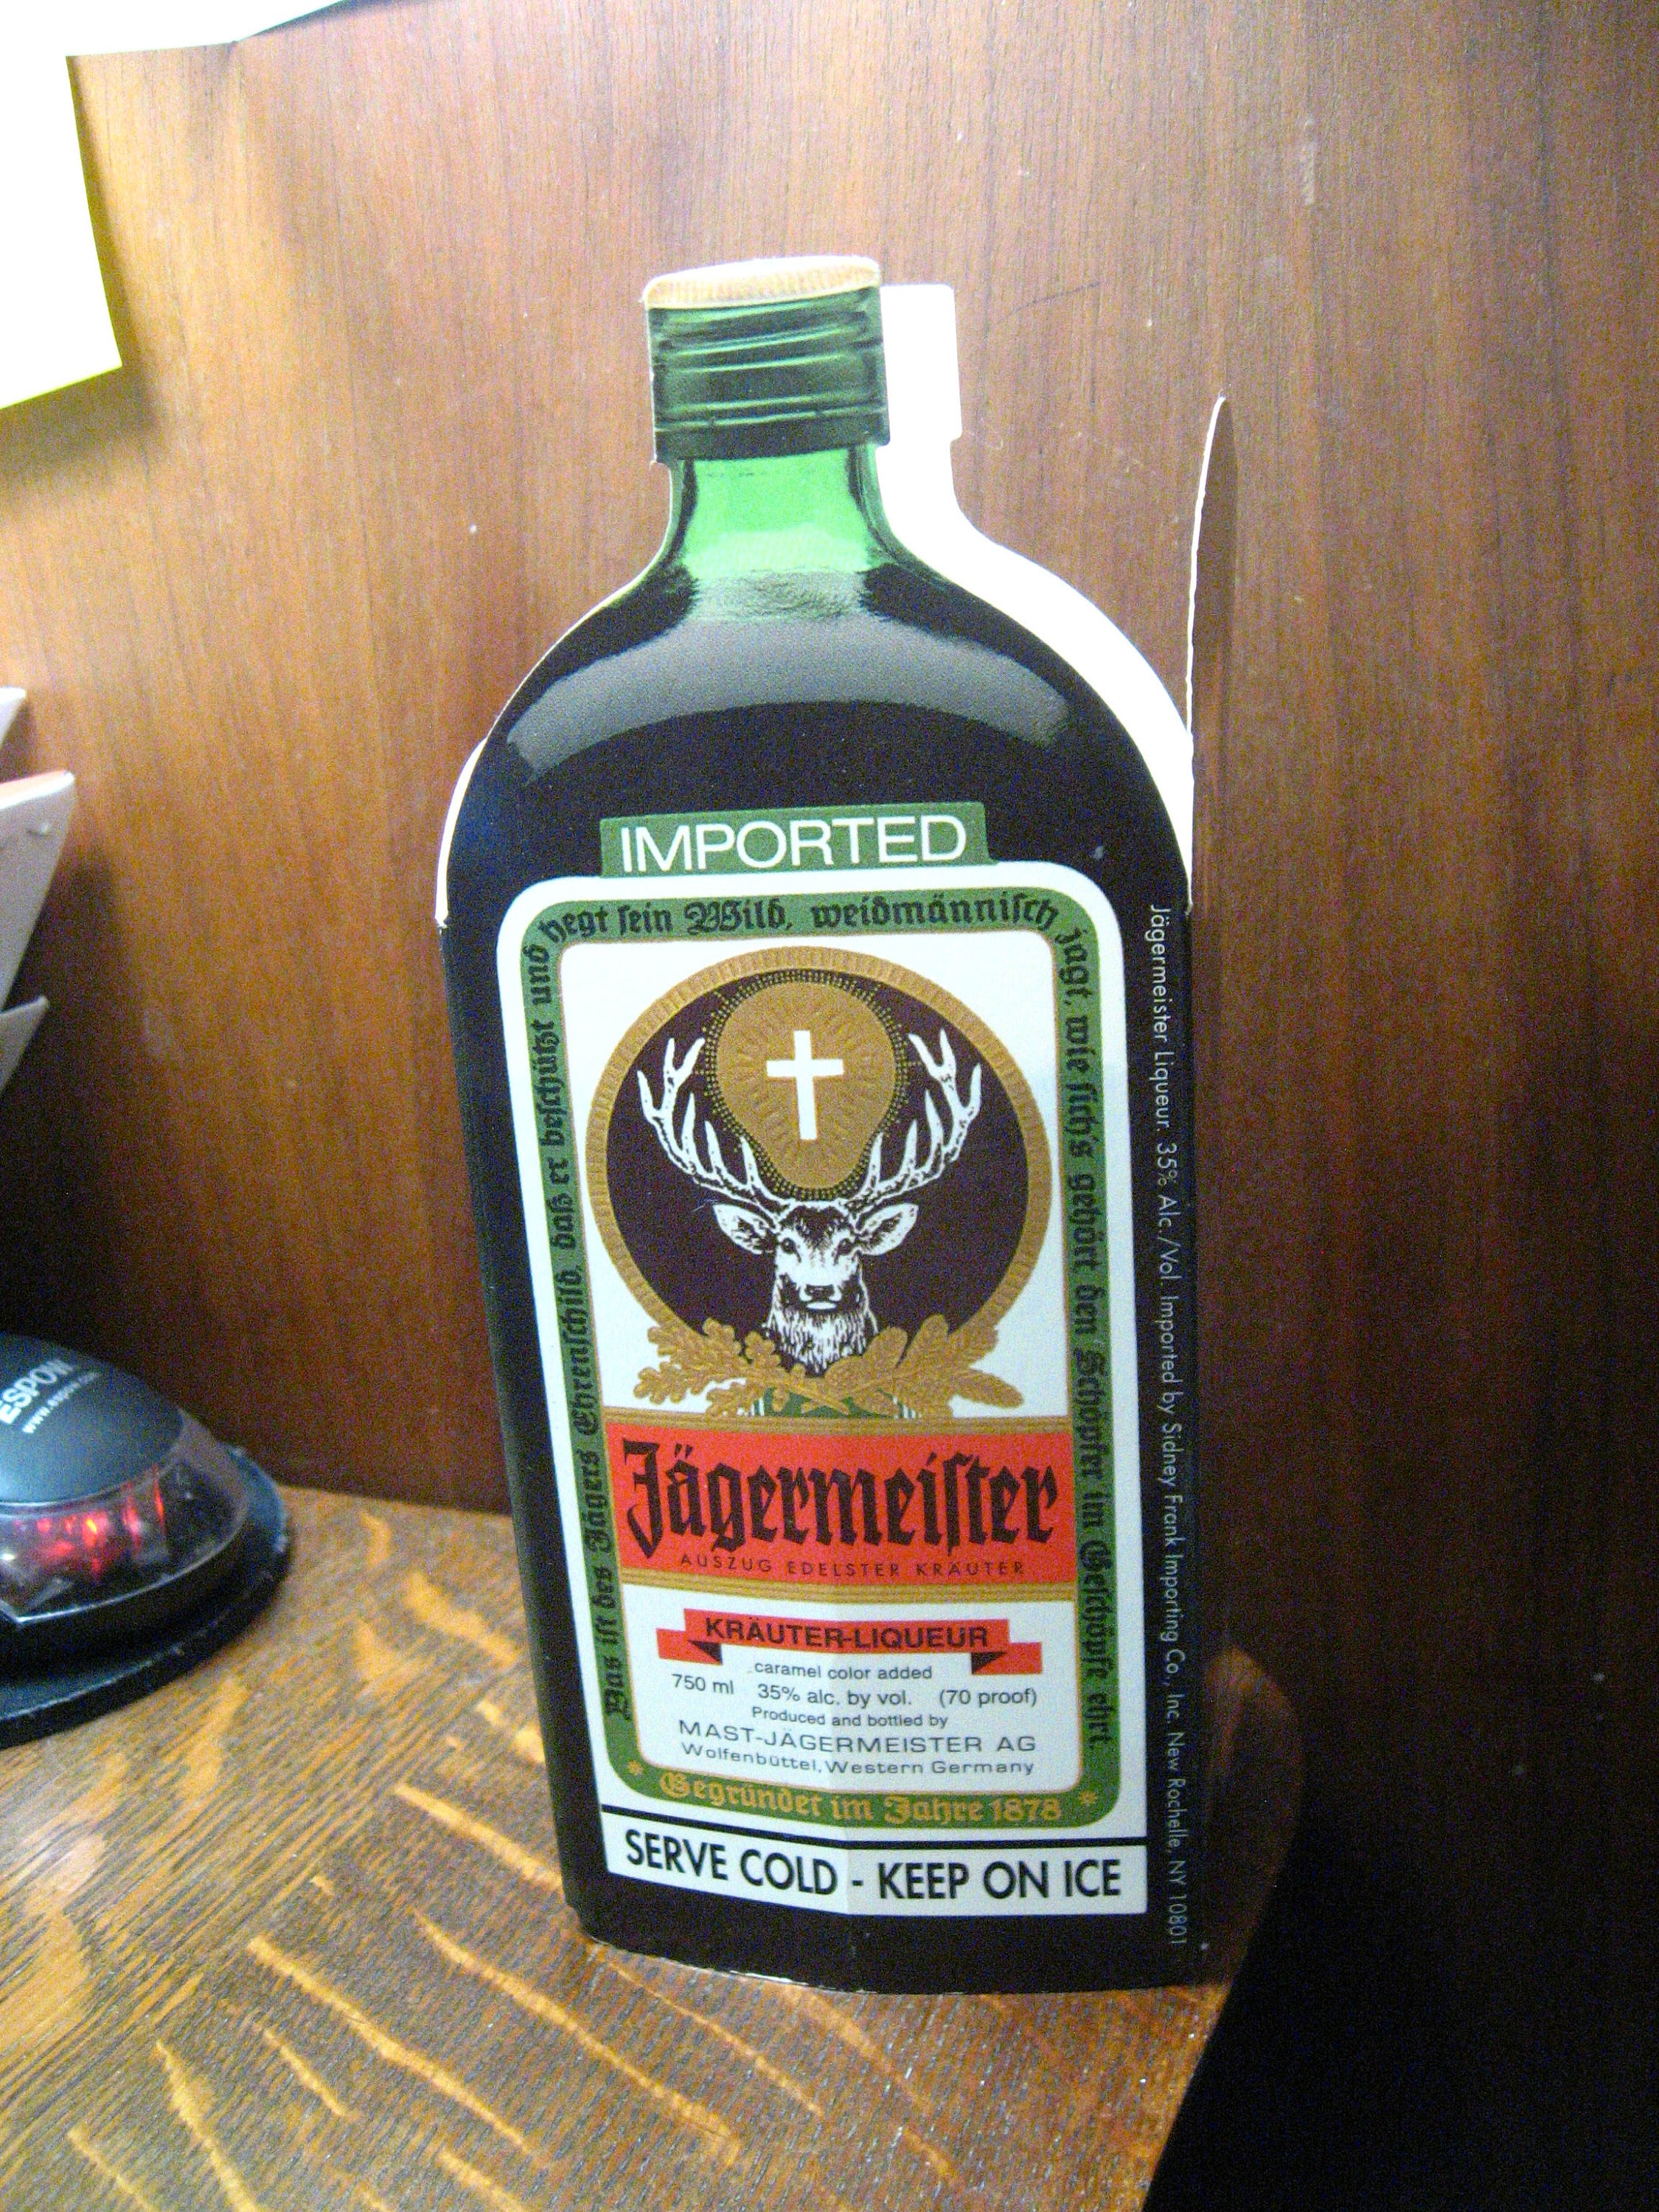 IMPORTED
Das ist des Jägers Ehrenschild, daß er beschützt und hegt sein Wild, weidmännisch jagt, wie sich's gehört den Schöpfer im Geschöpfe ehrt.
Jägermeister
AUSZUG EDELSTER KRÄUTER
KRÄUTER-LIQUEUR
caramel color added
750 ml 35% alc. by vol. (70 proof)
Produced and bottled by
MAST-JÄGERMEISTER AG
Wolfenbüttel, Western Germany
* Gegründet im Jahre 1878 *
SERVE COLD - KEEP ON ICE
Jägermeister Liqueur. 35% Alc./Vol. Imported by Sidney Frank Importing Co., Inc. New Rochelle, NY 10801
ESPOW